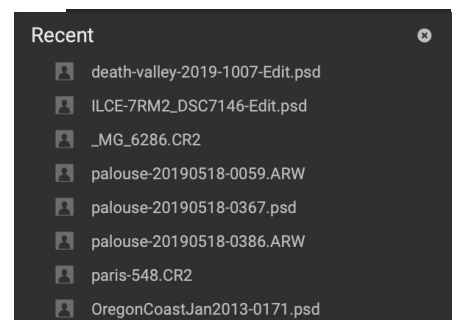 Recent
death-valley-2019-1007-Edit.psd
ILCE-7RM2_DSC7146-Edit.psd
_MG_6286.CR2
palouse-20190518-0059.ARW
palouse-20190518-0367.psd
palouse-20190518-0386.ARW
paris-548.CR2
OregonCoastJan2013-0171.psd